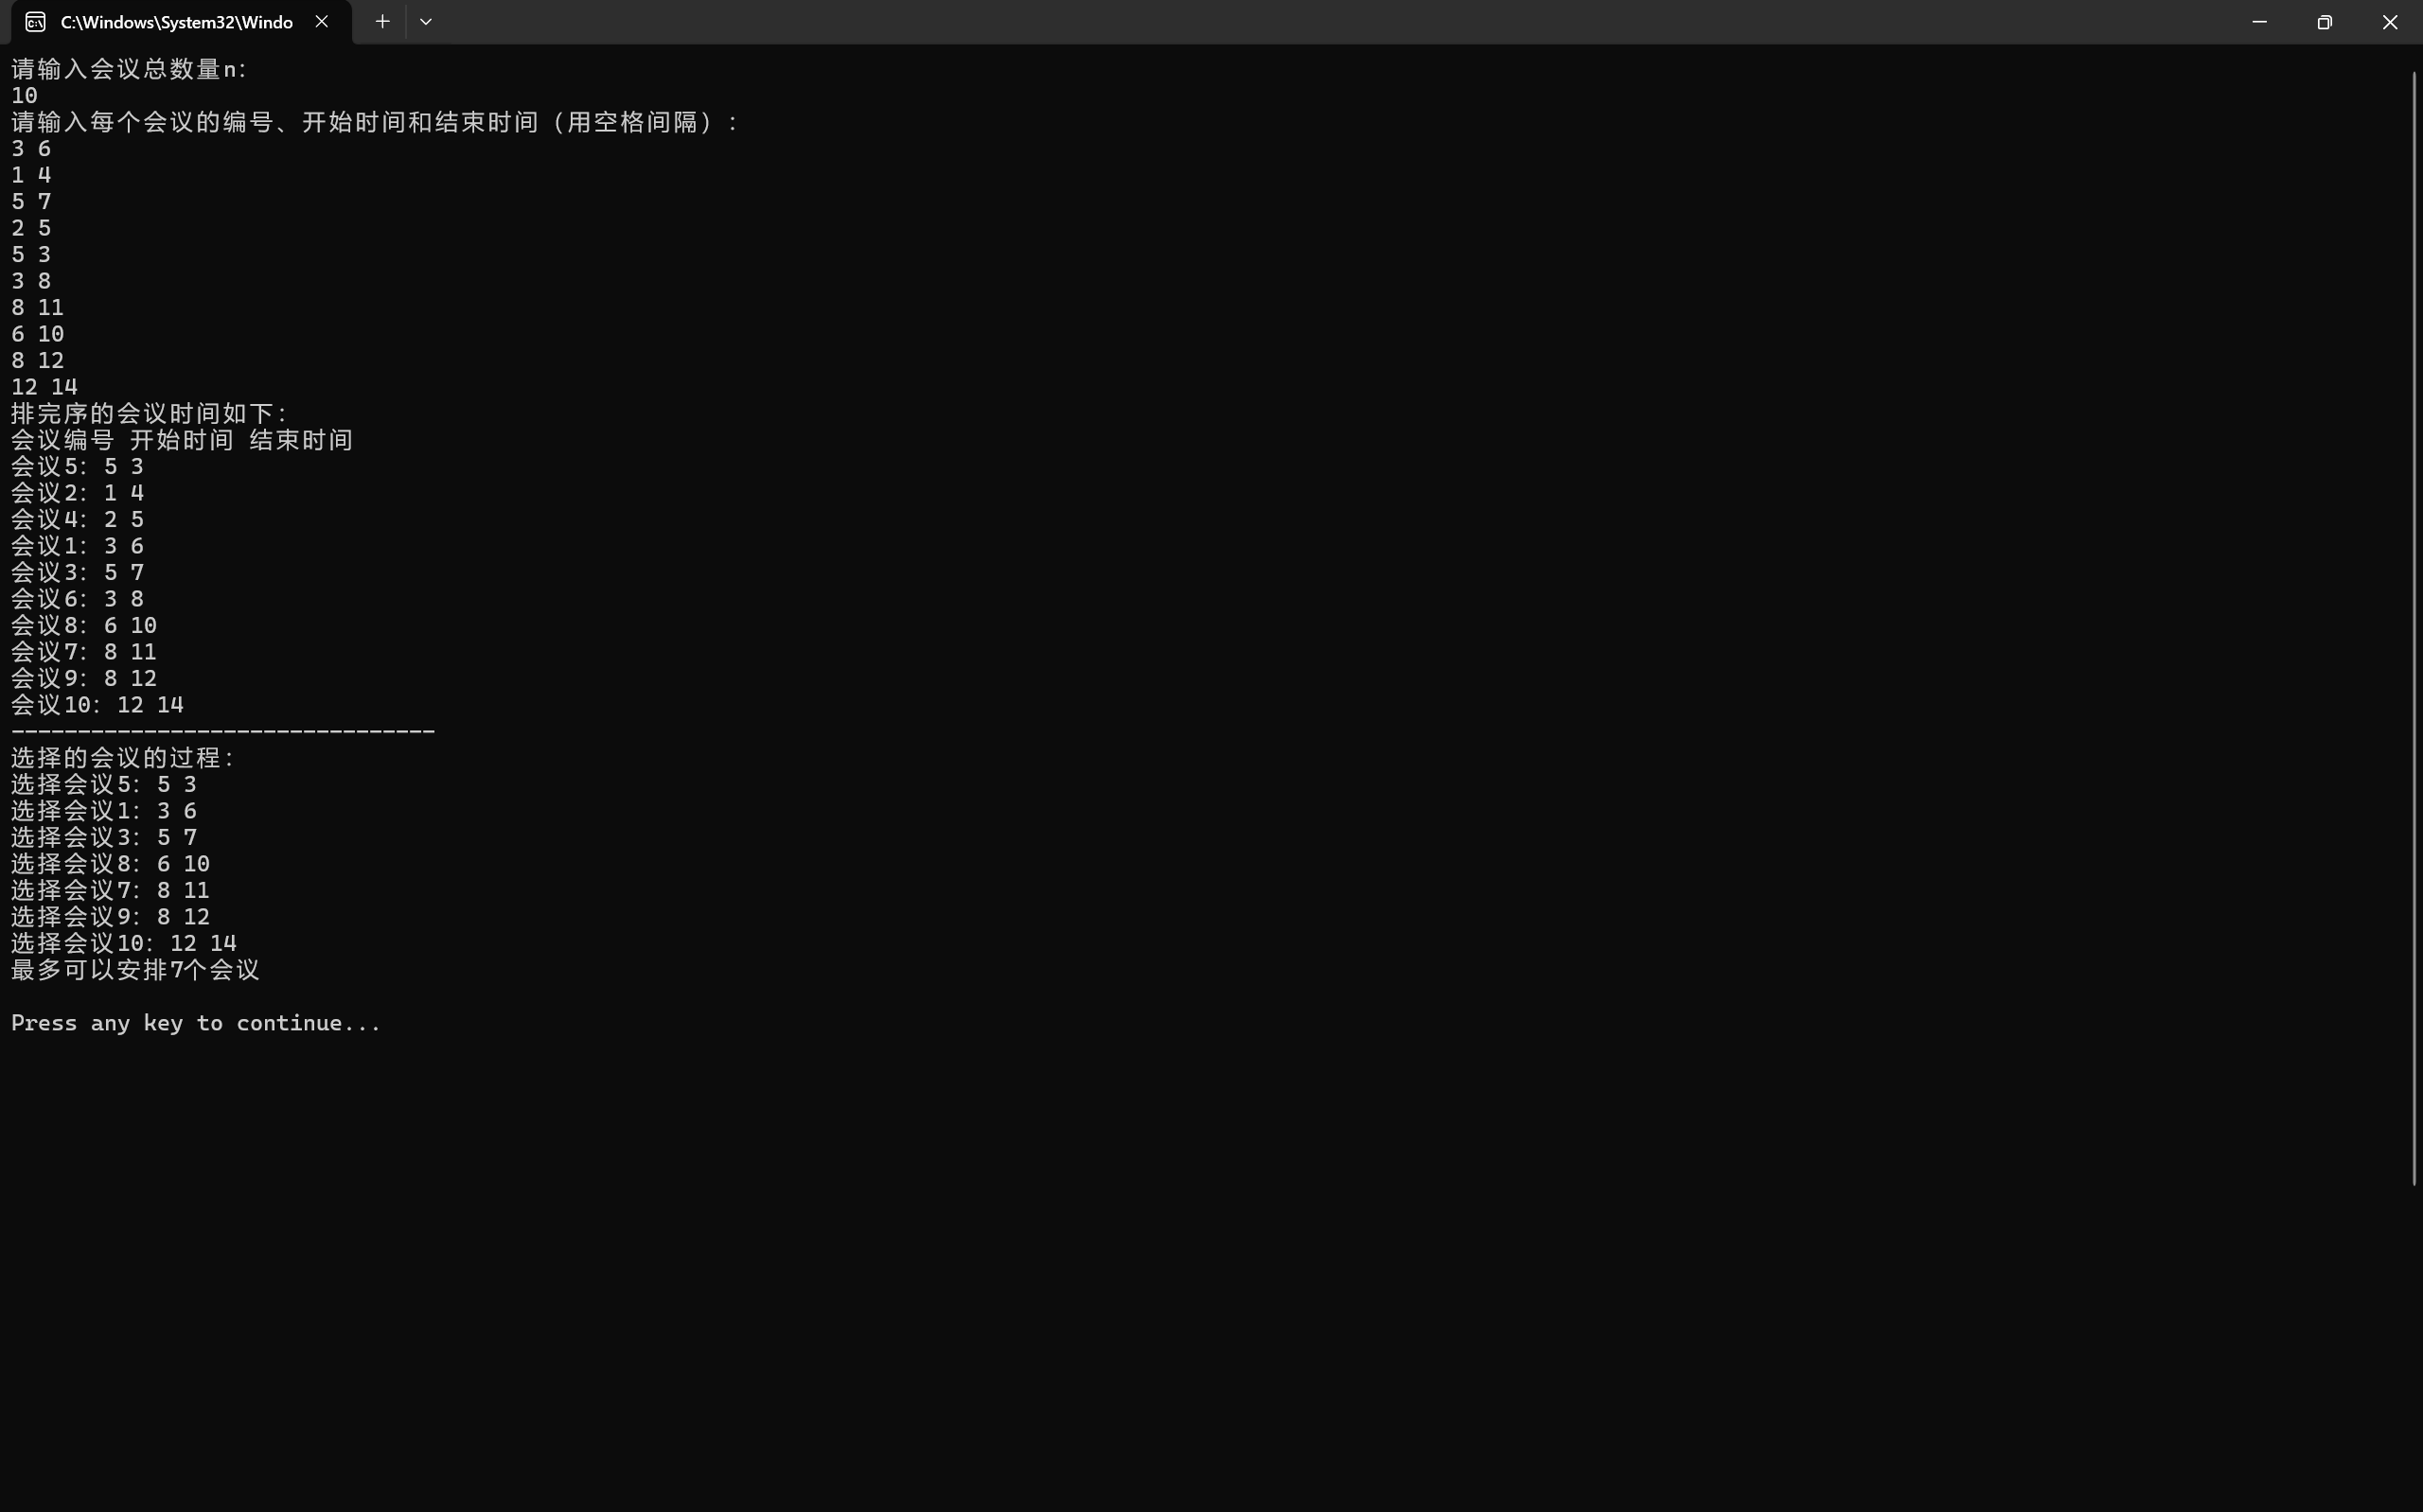 C:\Windows\System32\Windo
请输入会议总数量n:
10
请输入每个会议的编号、开始时间和结束时间（用空格间隔）:
3 6
1 4
5 7
2 5
5 3
3 8
8 11
6 10
8 12
12 14
排完序的会议时间如下:
会议编号 开始时间 结束时间
会议5: 5 3
会议2: 1 4
会议4: 2 5
会议1: 3 6
会议3: 5 7
会议6: 3 8
会议8: 6 10
会议7: 8 11
会议9: 8 12
会议10: 12 14
--------------------------------
选择的会议的过程:
选择会议5: 5 3
选择会议1: 3 6
选择会议3: 5 7
选择会议8: 6 10
选择会议7: 8 11
选择会议9: 8 12
选择会议10: 12 14
最多可以安排7个会议
Press any key to continue...